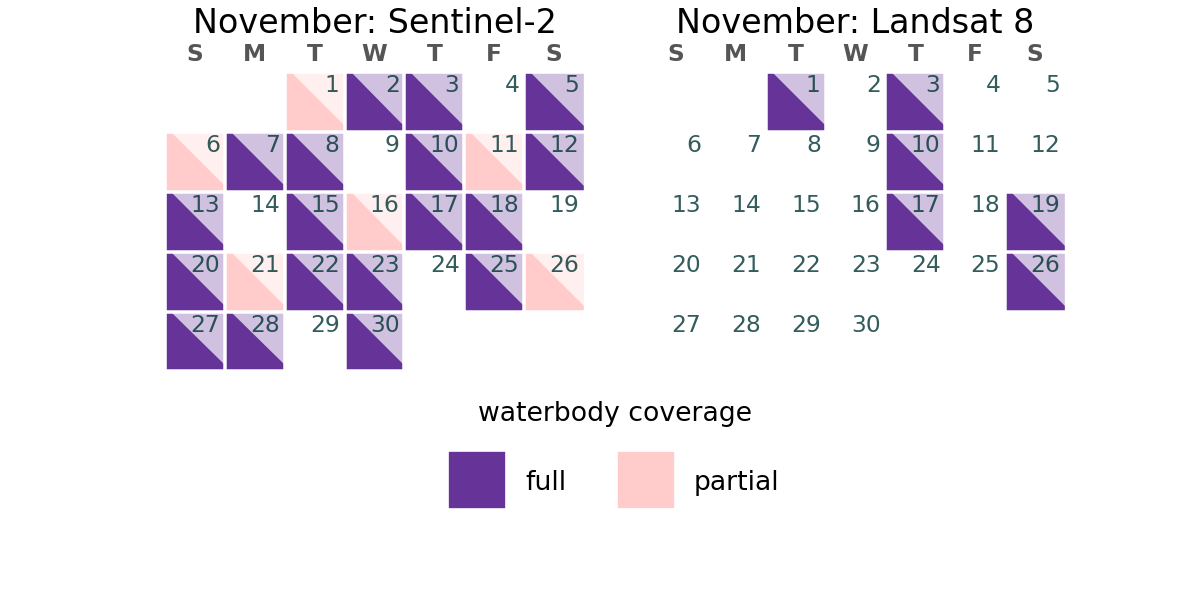 November: Sentinel-2
S M T W T F S
1 2 3 4 5
6 7 8 9 10 11 12
13 14 15 16 17 18 19
20 21 22 23 24 25 26
27 28 29 30
November: Landsat 8
S M T W T F S
1 2 3 4 5
6 7 8 9 10 11 12
13 14 15 16 17 18 19
20 21 22 23 24 25 26
27 28 29 30
waterbody coverage
full partial